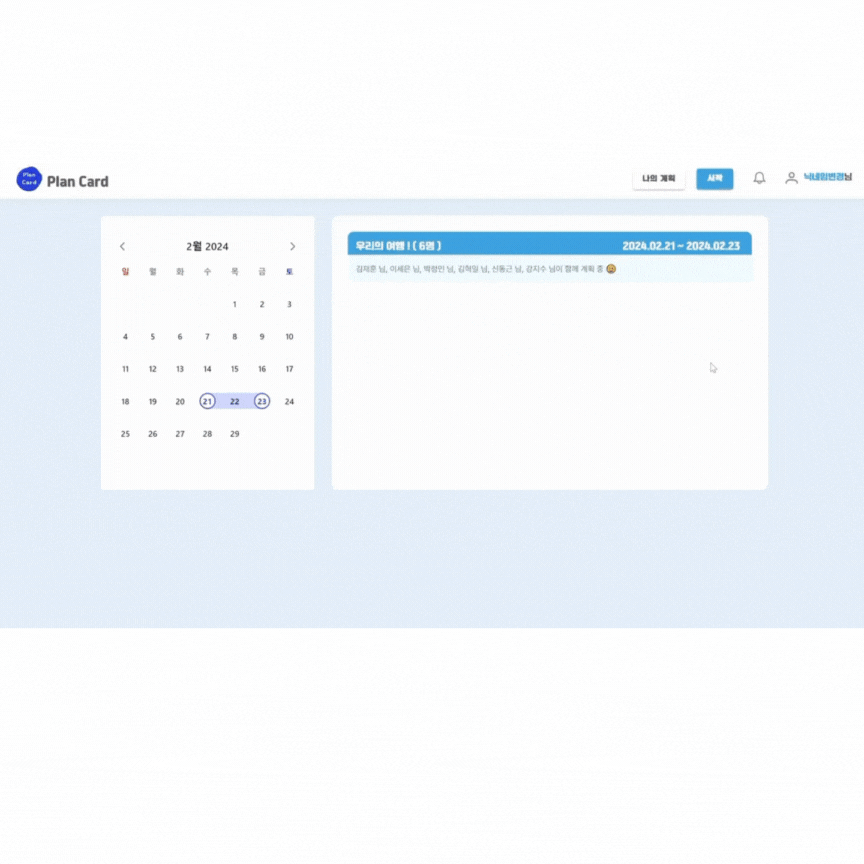 Plan Card
Plan Card
나의 계획
시작
닉네임변경님
2월 2024
일 월 화 수 목 금 토
1 2 3
4 5 6 7 8 9 10
11 12 13 14 15 16 17
18 19 20 21 22 23 24
25 26 27 28 29
우리의 여행 ! ( 6명 )
2024.02.21 ~ 2024.02.23
김재훈 님, 이세은 님, 백정인 님, 김혁일 님, 신동근 님, 강지수 님이 함께 계획 중